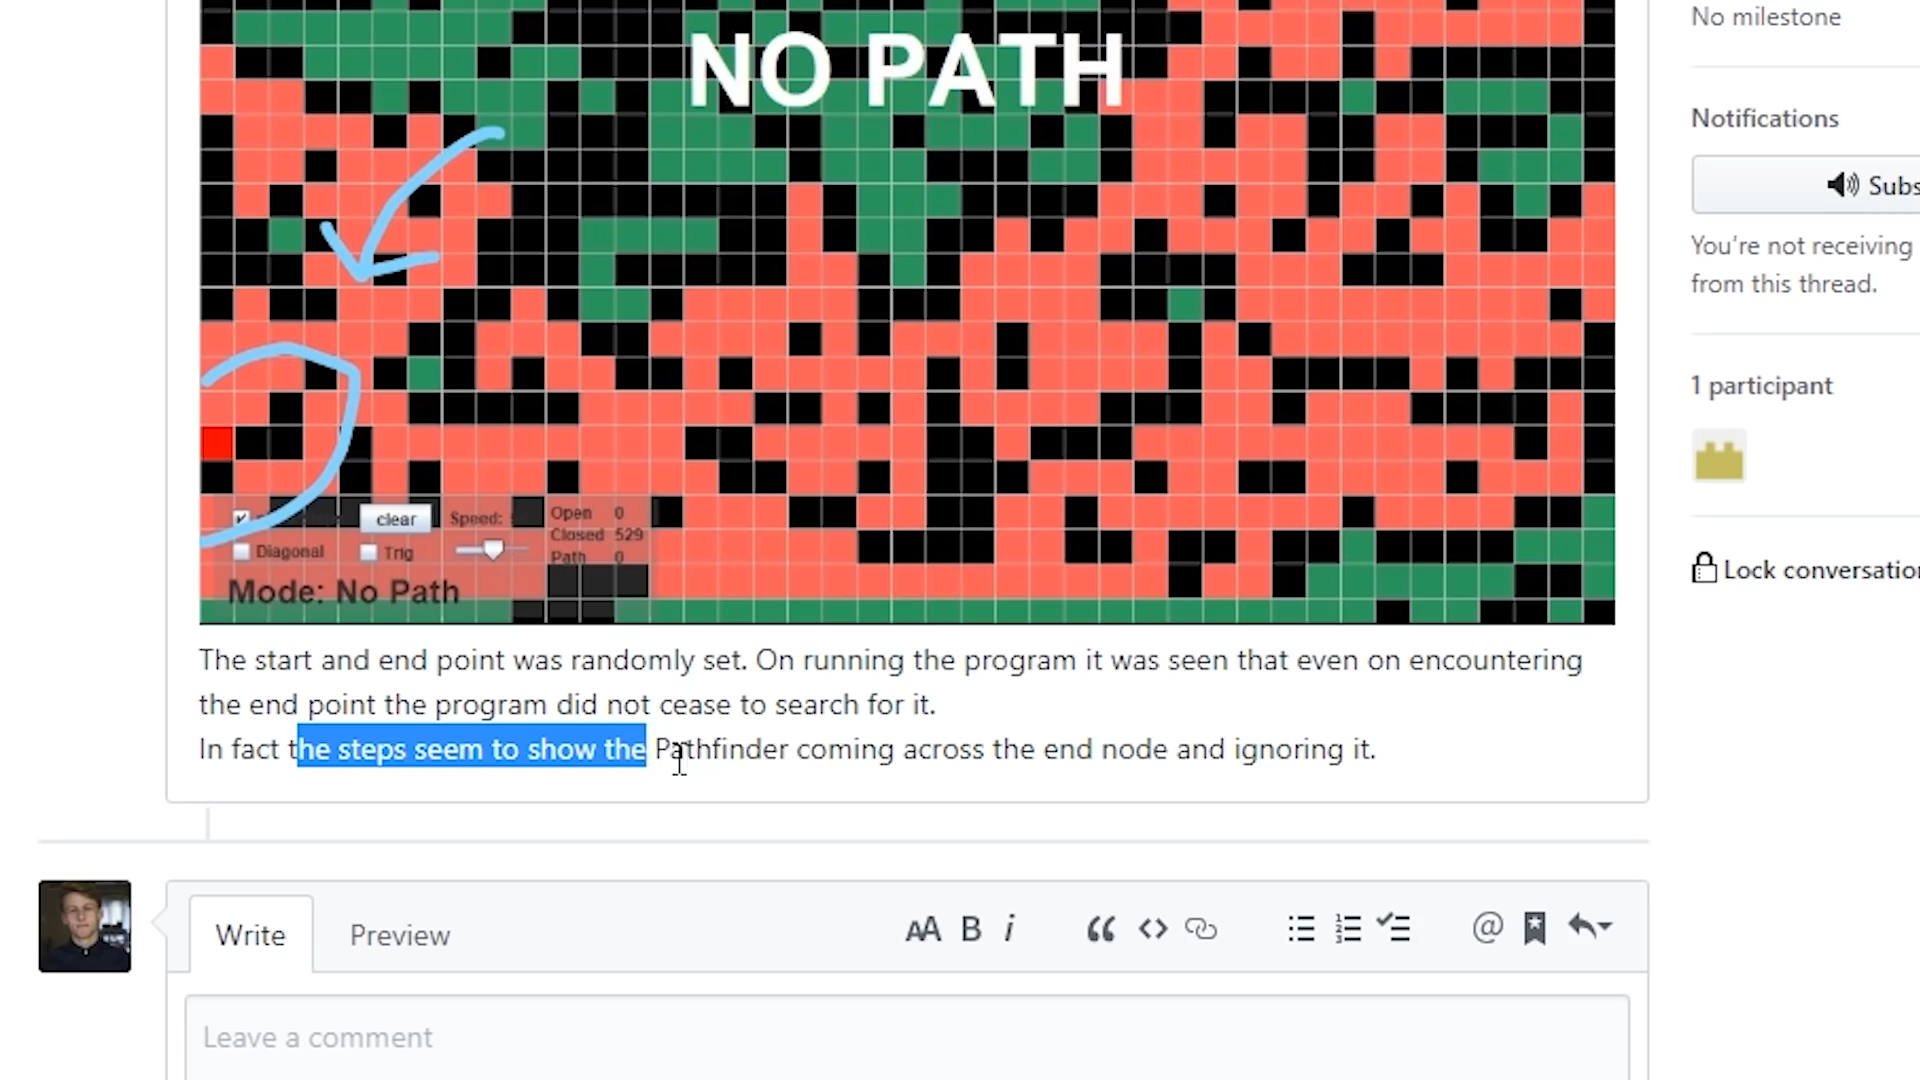 No milestone
NO PATH
Notifications
Subs
You're not receiving
from this thread.
1 participant
clear
Speed:
Open 0
Closed 529
Path 0
Diagonal
Trig
Mode: No Path
Lock conversation
The start and end point was randomly set. On running the program it was seen that even on encountering
the end point the program did not cease to search for it.
In fact the steps seem to show the Pathfinder coming across the end node and ignoring it.
Write
Preview
AA B i
@
Leave a comment